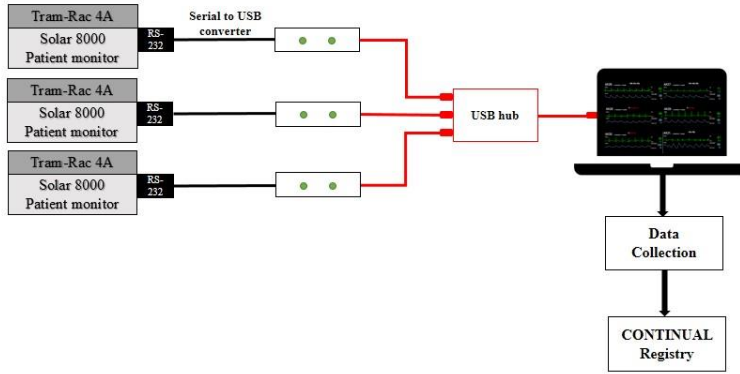 Tram-Rac 4A
Solar 8000
Patient monitor
RS-
232
Serial to USB
converter
Tram-Rac 4A
Solar 8000
Patient monitor
RS-
232
USB hub
Tram-Rac 4A
Solar 8000
Patient monitor
RS-
232
Data
Collection
CONTINUAL
Registry